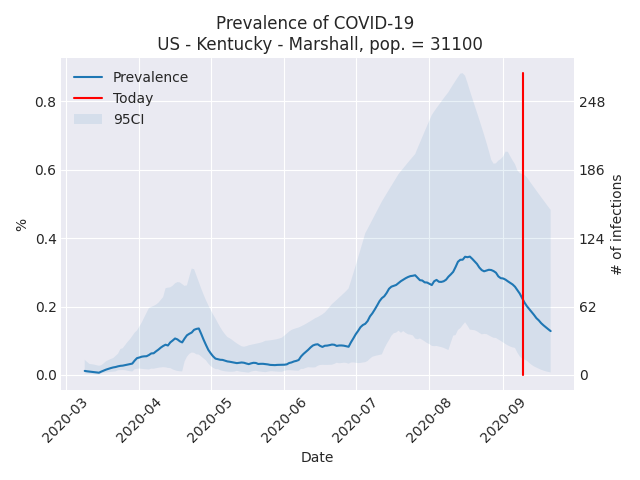 Prevalence of COVID-19
US - Kentucky - Marshall, pop. = 31100
Prevalence
Today
95CI
0.8
0.6
0.4
0.2
0.0
%
248
186
124
62
0
# of infections
2020-03
2020-04
2020-05
2020-06
2020-07
2020-08
2020-09
Date